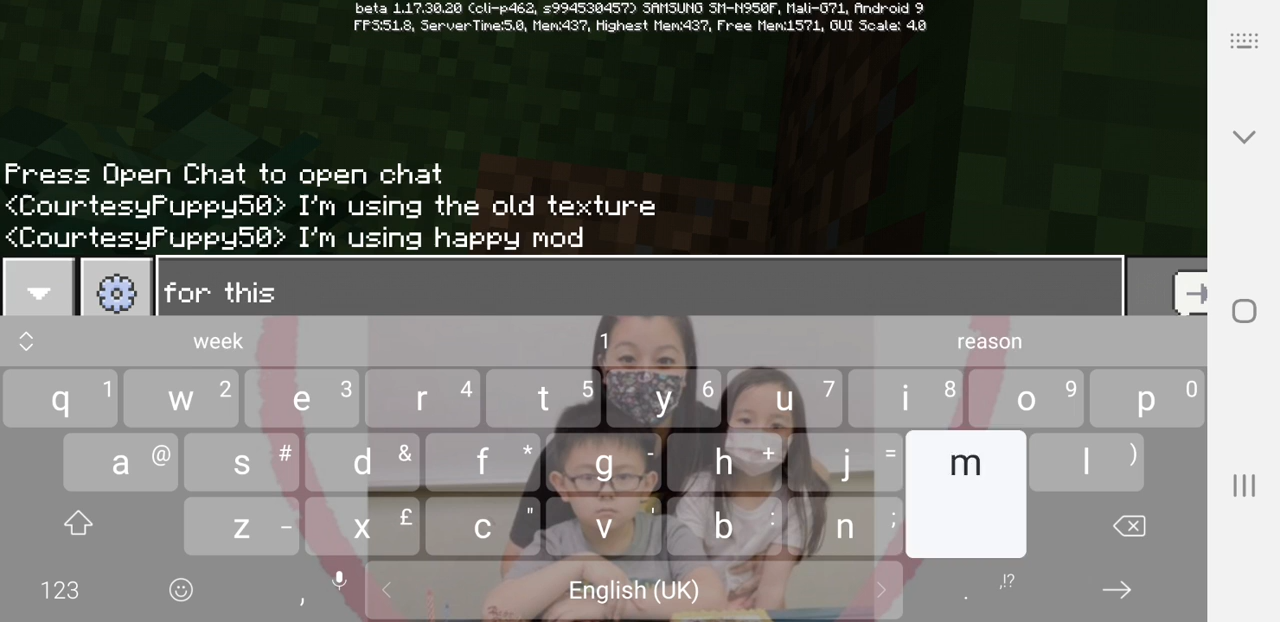 beta 1.17.30.20 (cli-p462, s994530457) SAMSUNG SM-N950F, Mali-G71, Android 9
FPS:51.8, ServerTime:5.0, Mem:437, Highest Mem:437, Free Mem:1571, GUI Scale: 4.0
Press Open Chat to open chat
<CourtesyPuppy50> I'm using the old texture
<CourtesyPuppy50> I'm using happy mod
for this
week 1 reason
q 1 w 2 e 3 r 4 t 5 y 6 u 7 i 8 o 9 p 0
a @ s # d & f * g - h + j = m l )
z _ x £ c " v ' b : n ;
123 , < English (UK) > . ,!?